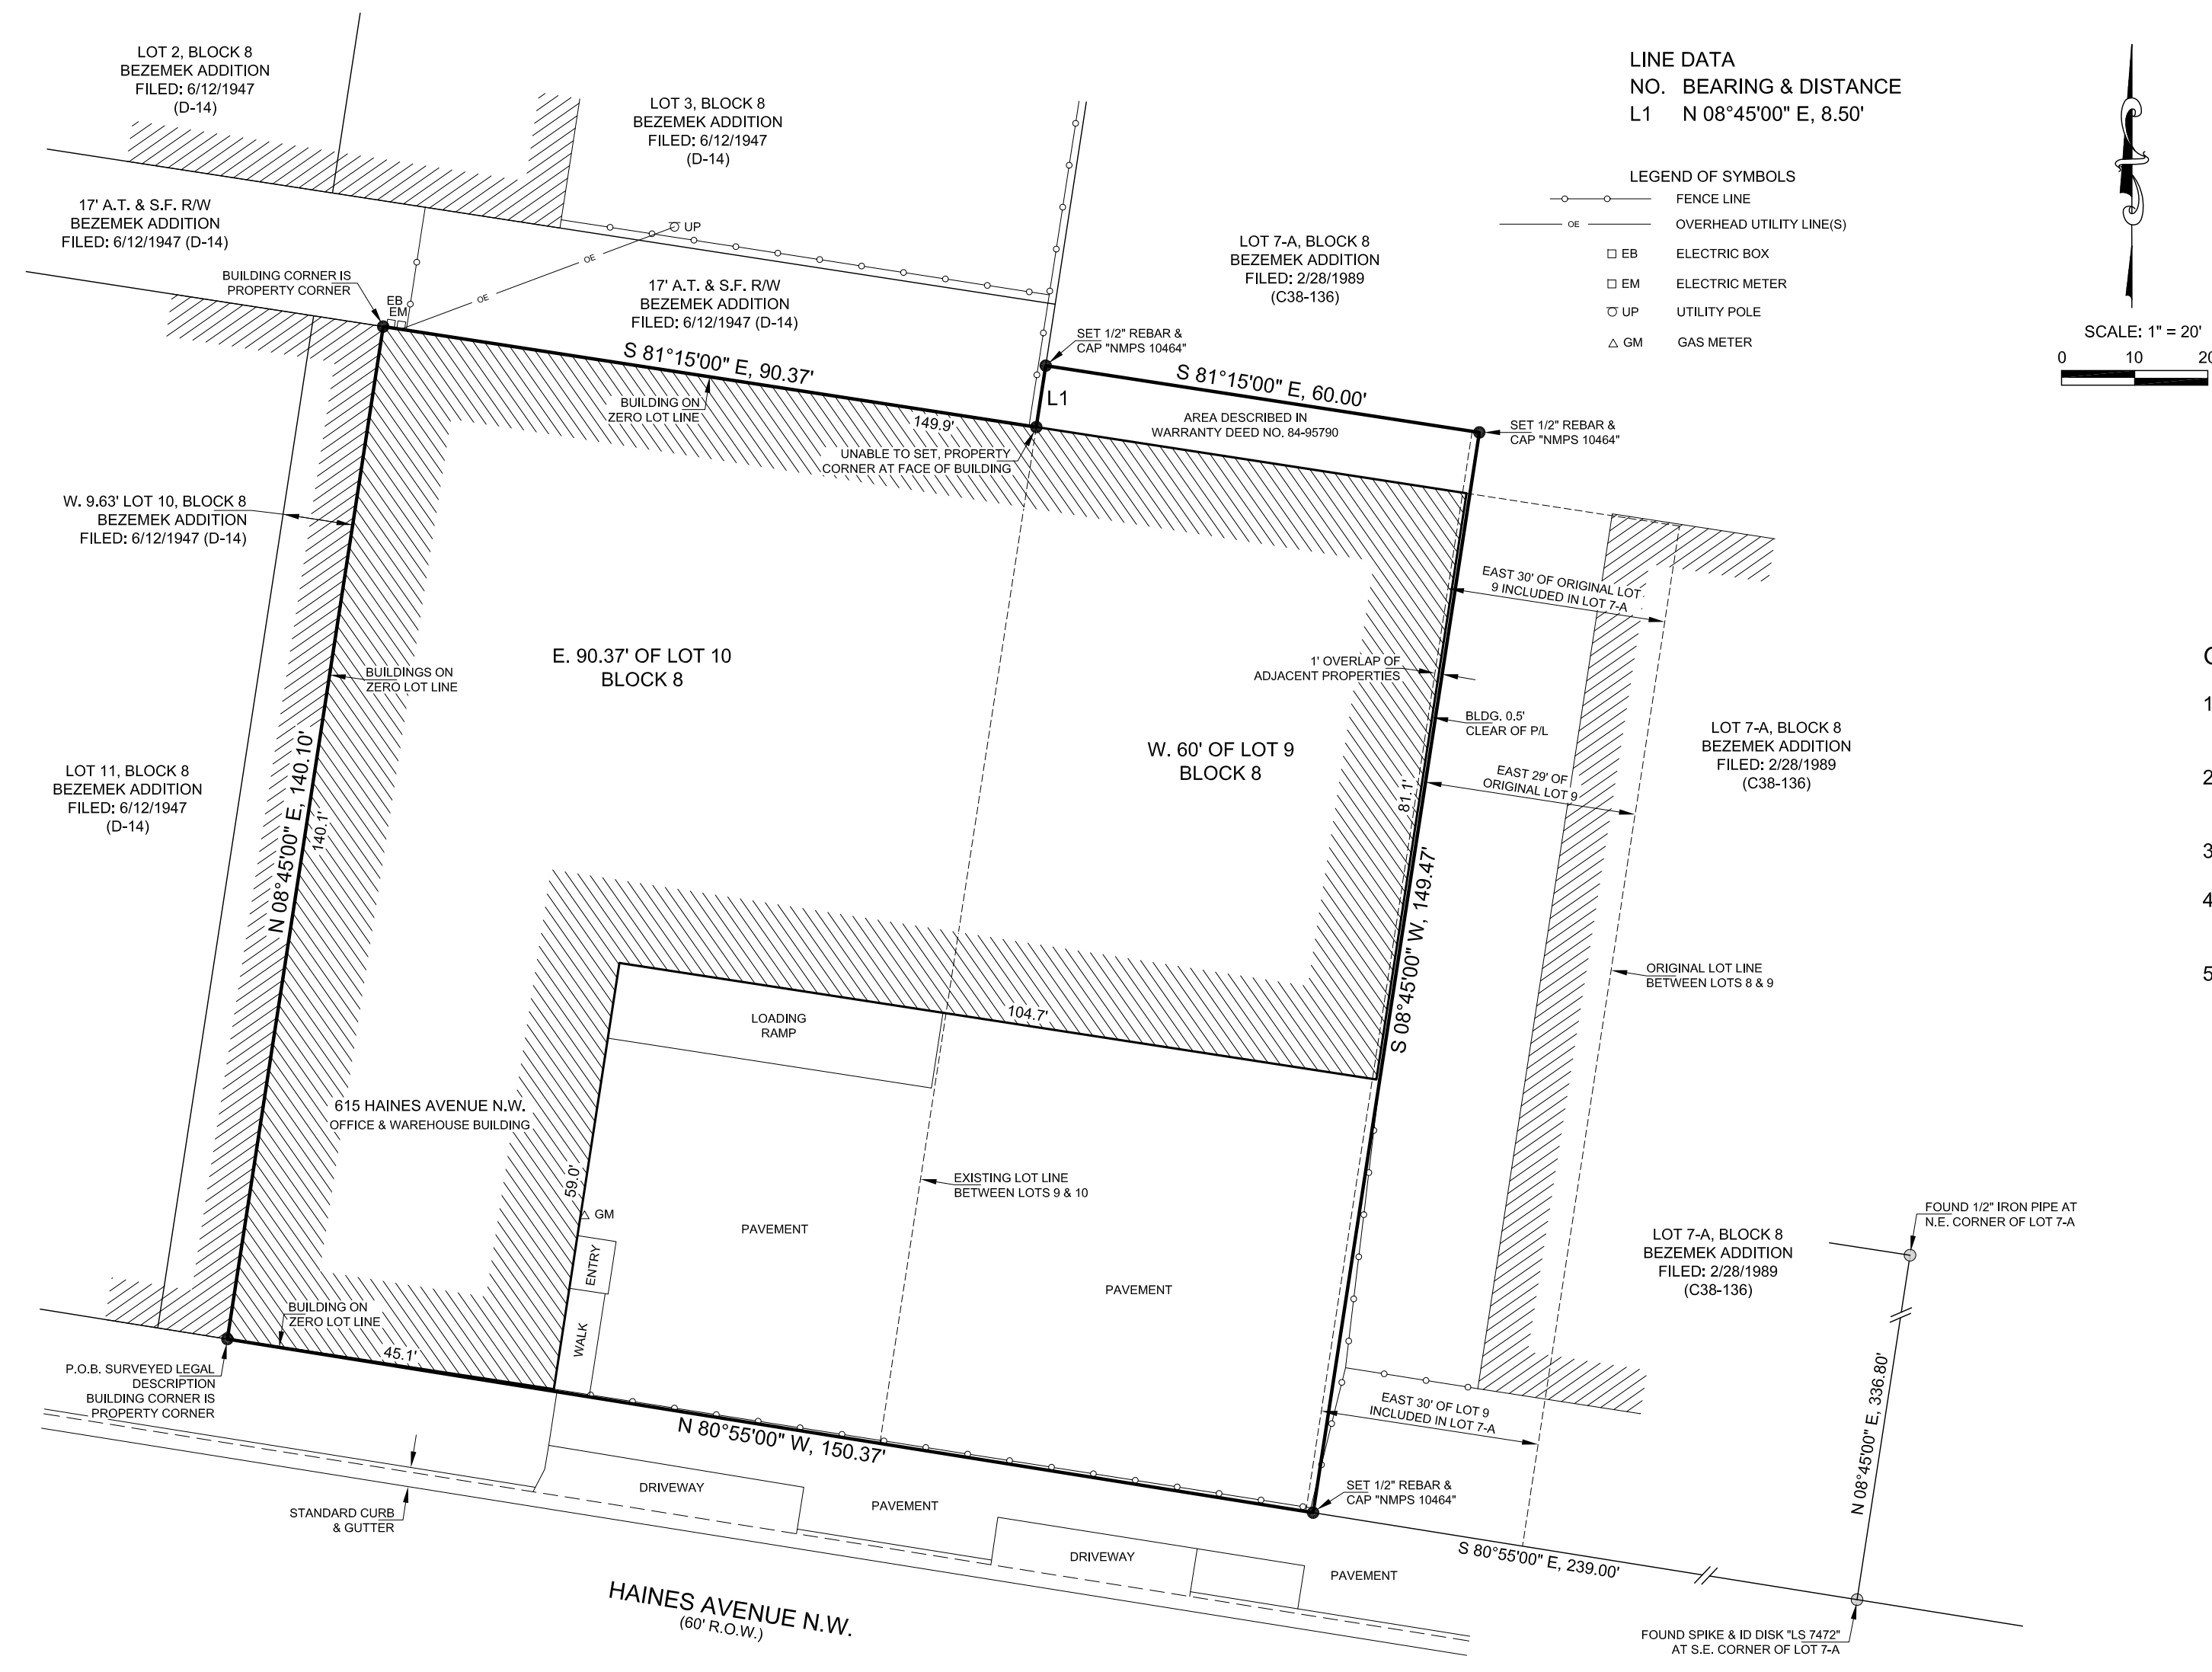 LOT 2, BLOCK 8
BEZEMEK ADDITION
FILED: 6/12/1947
(D-14)
LOT 3, BLOCK 8
BEZEMEK ADDITION
FILED: 6/12/1947
(D-14)
LINE DATA
NO. BEARING & DISTANCE
L1 N 08°45'00" E, 8.50'
LEGEND OF SYMBOLS
FENCE LINE
OE OVERHEAD UTILITY LINE(S)
EB ELECTRIC BOX
EM ELECTRIC METER
UP UTILITY POLE
GM GAS METER
SCALE: 1" = 20'
0 10 20
17' A.T. & S.F. R/W
BEZEMEK ADDITION
FILED: 6/12/1947 (D-14)
BUILDING CORNER IS
PROPERTY CORNER
EB
EM
OE
OE
UP
17' A.T. & S.F. R/W
BEZEMEK ADDITION
FILED: 6/12/1947 (D-14)
LOT 7-A, BLOCK 8
BEZEMEK ADDITION
FILED: 2/28/1989
(C38-136)
SET 1/2" REBAR &
CAP "NMPS 10464"
S 81°15'00" E, 90.37'
S 81°15'00" E, 60.00'
L1
BUILDING ON
ZERO LOT LINE
149.9'
AREA DESCRIBED IN
WARRANTY DEED NO. 84-95790
SET 1/2" REBAR &
CAP "NMPS 10464"
UNABLE TO SET, PROPERTY
CORNER AT FACE OF BUILDING
W. 9.63' LOT 10, BLOCK 8
BEZEMEK ADDITION
FILED: 6/12/1947 (D-14)
EAST 30' OF ORIGINAL LOT
9 INCLUDED IN LOT 7-A
E. 90.37' OF LOT 10
BLOCK 8
BUILDINGS ON
ZERO LOT LINE
1' OVERLAP OF
ADJACENT PROPERTIES
BLDG. 0.5'
CLEAR OF P/L
W. 60' OF LOT 9
BLOCK 8
LOT 7-A, BLOCK 8
BEZEMEK ADDITION
FILED: 2/28/1989
(C38-136)
EAST 29' OF
ORIGINAL LOT 9
81.1'
LOT 11, BLOCK 8
BEZEMEK ADDITION
FILED: 6/12/1947
(D-14)
N 08°45'00" E, 140.10'
140.1'
S 08°45'00" W, 149.47'
ORIGINAL LOT LINE
BETWEEN LOTS 8 & 9
1
2
3
4
5
LOADING
RAMP
104.7'
615 HAINES AVENUE N.W.
OFFICE & WAREHOUSE BUILDING
59.0'
GM
EXISTING LOT LINE
BETWEEN LOTS 9 & 10
PAVEMENT
PAVEMENT
ENTRY
WALK
LOT 7-A, BLOCK 8
BEZEMEK ADDITION
FILED: 2/28/1989
(C38-136)
FOUND 1/2" IRON PIPE AT
N.E. CORNER OF LOT 7-A
BUILDING ON
ZERO LOT LINE
45.1'
P.O.B. SURVEYED LEGAL
DESCRIPTION
BUILDING CORNER IS
PROPERTY CORNER
N 80°55'00" W, 150.37'
EAST 30' OF LOT 9
INCLUDED IN LOT 7-A
N 08°45'00" E, 336.80'
SET 1/2" REBAR &
CAP "NMPS 10464"
STANDARD CURB
& GUTTER
DRIVEWAY
PAVEMENT
DRIVEWAY
PAVEMENT
S 80°55'00" E, 239.00'
HAINES AVENUE N.W.
(60' R.O.W.)
FOUND SPIKE & ID DISK "LS 7472"
AT S.E. CORNER OF LOT 7-A